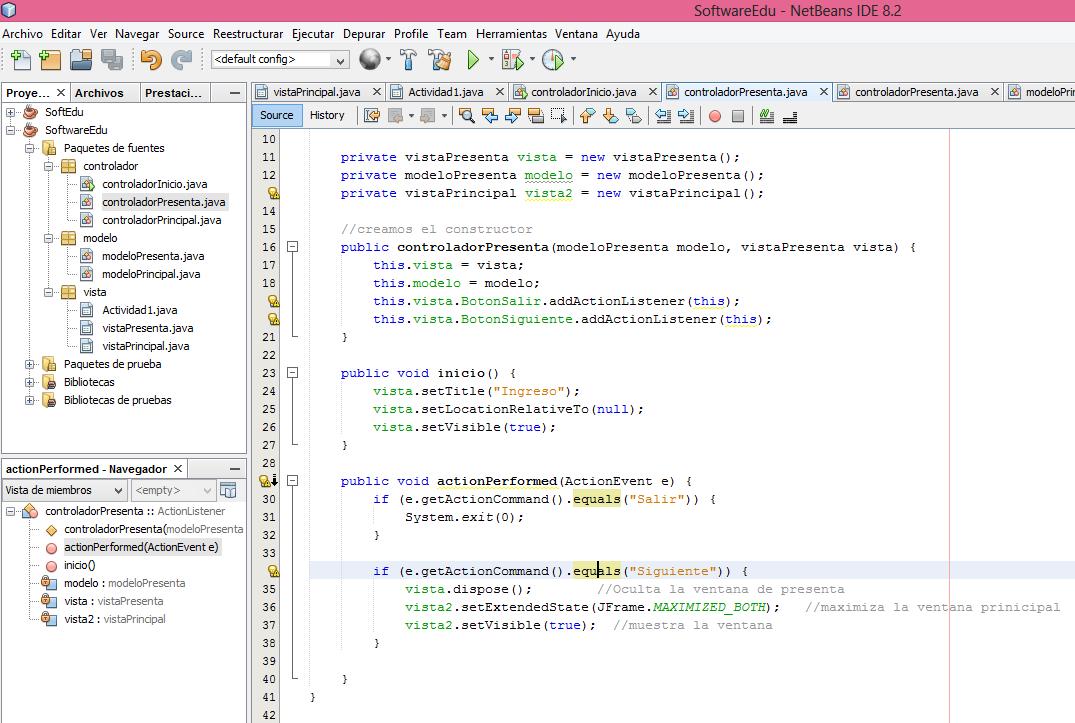 SoftwareEdu - NetBeans IDE 8.2
Archivo Editar Ver Navegar Source Reestructurar Ejecutar Depurar Profile Team Herramientas Ventana Ayuda
<default config>
Proye... Archivos Prestaci...
SoftEdu
SoftwareEdu
Paquetes de fuentes
controlador
controladorInicio.java
controladorPresenta.java
controladorPrincipal.java
modelo
modeloPresenta.java
modeloPrincipal.java
vista
Actividad1.java
vistaPresenta.java
vistaPrincipal.java
Paquetes de prueba
Bibliotecas
Bibliotecas de pruebas
actionPerformed - Navegador
Vista de miembros <empty>
controladorPresenta :: ActionListener
controladorPresenta(modeloPresenta
actionPerformed(ActionEvent e)
inicio()
modelo : modeloPresenta
vista : vistaPresenta
vista2 : vistaPrincipal
vistaPrincipal.java Actividad1.java controladorInicio.java controladorPresenta.java controladorPresenta.java modeloPri
Source History
10
11 private vistaPresenta vista = new vistaPresenta();
12 private modeloPresenta modelo = new modeloPresenta();
private vistaPrincipal vista2 = new vistaPrincipal();
14
15 //creamos el constructor
16 public controladorPresenta(modeloPresenta modelo, vistaPresenta vista) {
17 this.vista = vista;
18 this.modelo = modelo;
this.vista.BotonSalir.addActionListener(this);
this.vista.BotonSiguiente.addActionListener(this);
21 }
22
23 public void inicio() {
24 vista.setTitle("Ingreso");
25 vista.setLocationRelativeTo(null);
26 vista.setVisible(true);
27 }
28
public void actionPerformed(ActionEvent e) {
30 if (e.getActionCommand().equals("Salir")) {
31 System.exit(0);
32 }
33
if (e.getActionCommand().equals("Siguiente")) {
35 vista.dispose(); //Oculta la ventana de presenta
36 vista2.setExtendedState(JFrame.MAXIMIZED_BOTH); //maximiza la ventana prinicipal
37 vista2.setVisible(true); //muestra la ventana
38 }
39
40 }
41 }
42